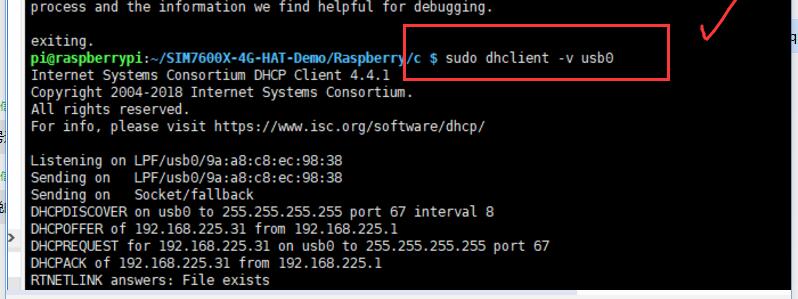 process and the information we find helpful for debugging.
exiting.
pi@raspberrypi:~/SIM7600X-4G-HAT-Demo/Raspberry/c $ sudo dhclient -v usb0
Internet Systems Consortium DHCP Client 4.4.1
Copyright 2004-2018 Internet Systems Consortium.
All rights reserved.
For info, please visit https://www.isc.org/software/dhcp/
Listening on LPF/usb0/9a:a8:c8:ec:98:38
Sending on   LPF/usb0/9a:a8:c8:ec:98:38
Sending on   Socket/fallback
DHCPDISCOVER on usb0 to 255.255.255.255 port 67 interval 8
DHCPOFFER of 192.168.225.31 from 192.168.225.1
DHCPREQUEST for 192.168.225.31 on usb0 to 255.255.255.255 port 67
DHCPACK of 192.168.225.31 from 192.168.225.1
RTNETLINK answers: File exists